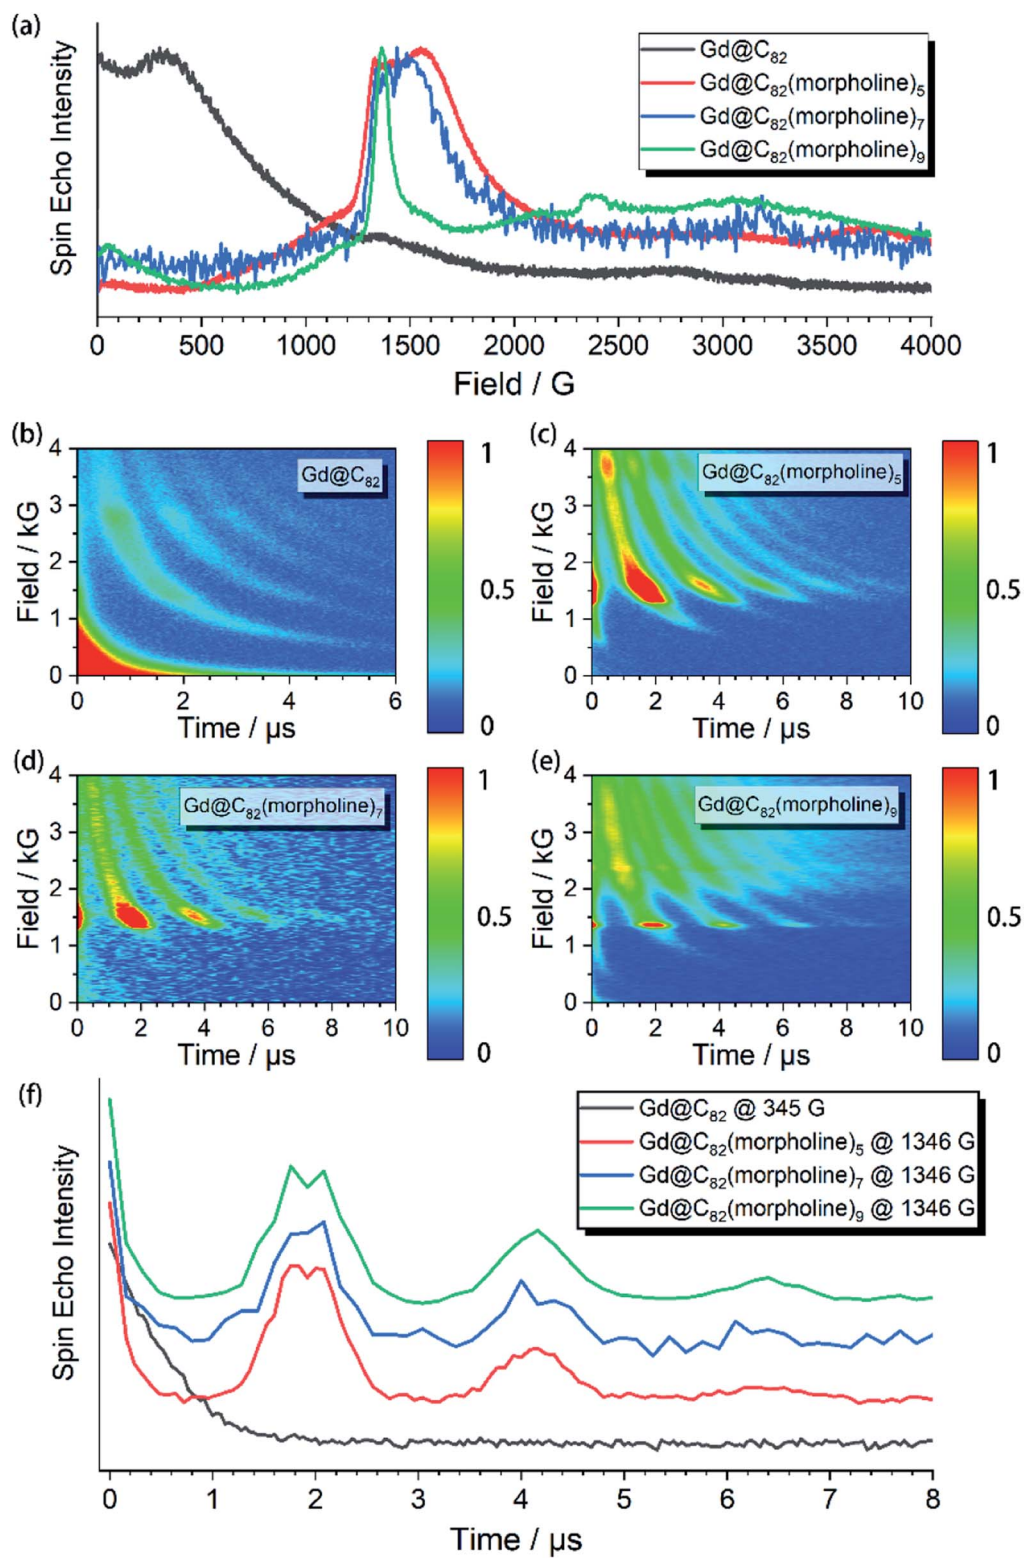 (a)
Spin Echo Intensity
Gd@C82
Gd@C82(morpholine)5
Gd@C82(morpholine)7
Gd@C82(morpholine)9
0 500 1000 1500 2000 2500 3000 3500 4000
Field / G
(b)
Field / kG
4
3
2
1
0
Gd@C82
0 2 4 6
Time / μs
1
0.5
0
(c)
Field / kG
4
3
2
1
0
Gd@C82(morpholine)5
0 2 4 6 8 10
Time / μs
1
0.5
0
(d)
Field / kG
4
3
2
1
0
Gd@C82(morpholine)7
0 2 4 6 8 10
Time / μs
1
0.5
0
(e)
Field / kG
4
3
2
1
0
Gd@C82(morpholine)9
0 2 4 6 8 10
Time / μs
1
0.5
0
(f)
Spin Echo Intensity
Gd@C82 @ 345 G
Gd@C82(morpholine)5 @ 1346 G
Gd@C82(morpholine)7 @ 1346 G
Gd@C82(morpholine)9 @ 1346 G
0 1 2 3 4 5 6 7 8
Time / μs